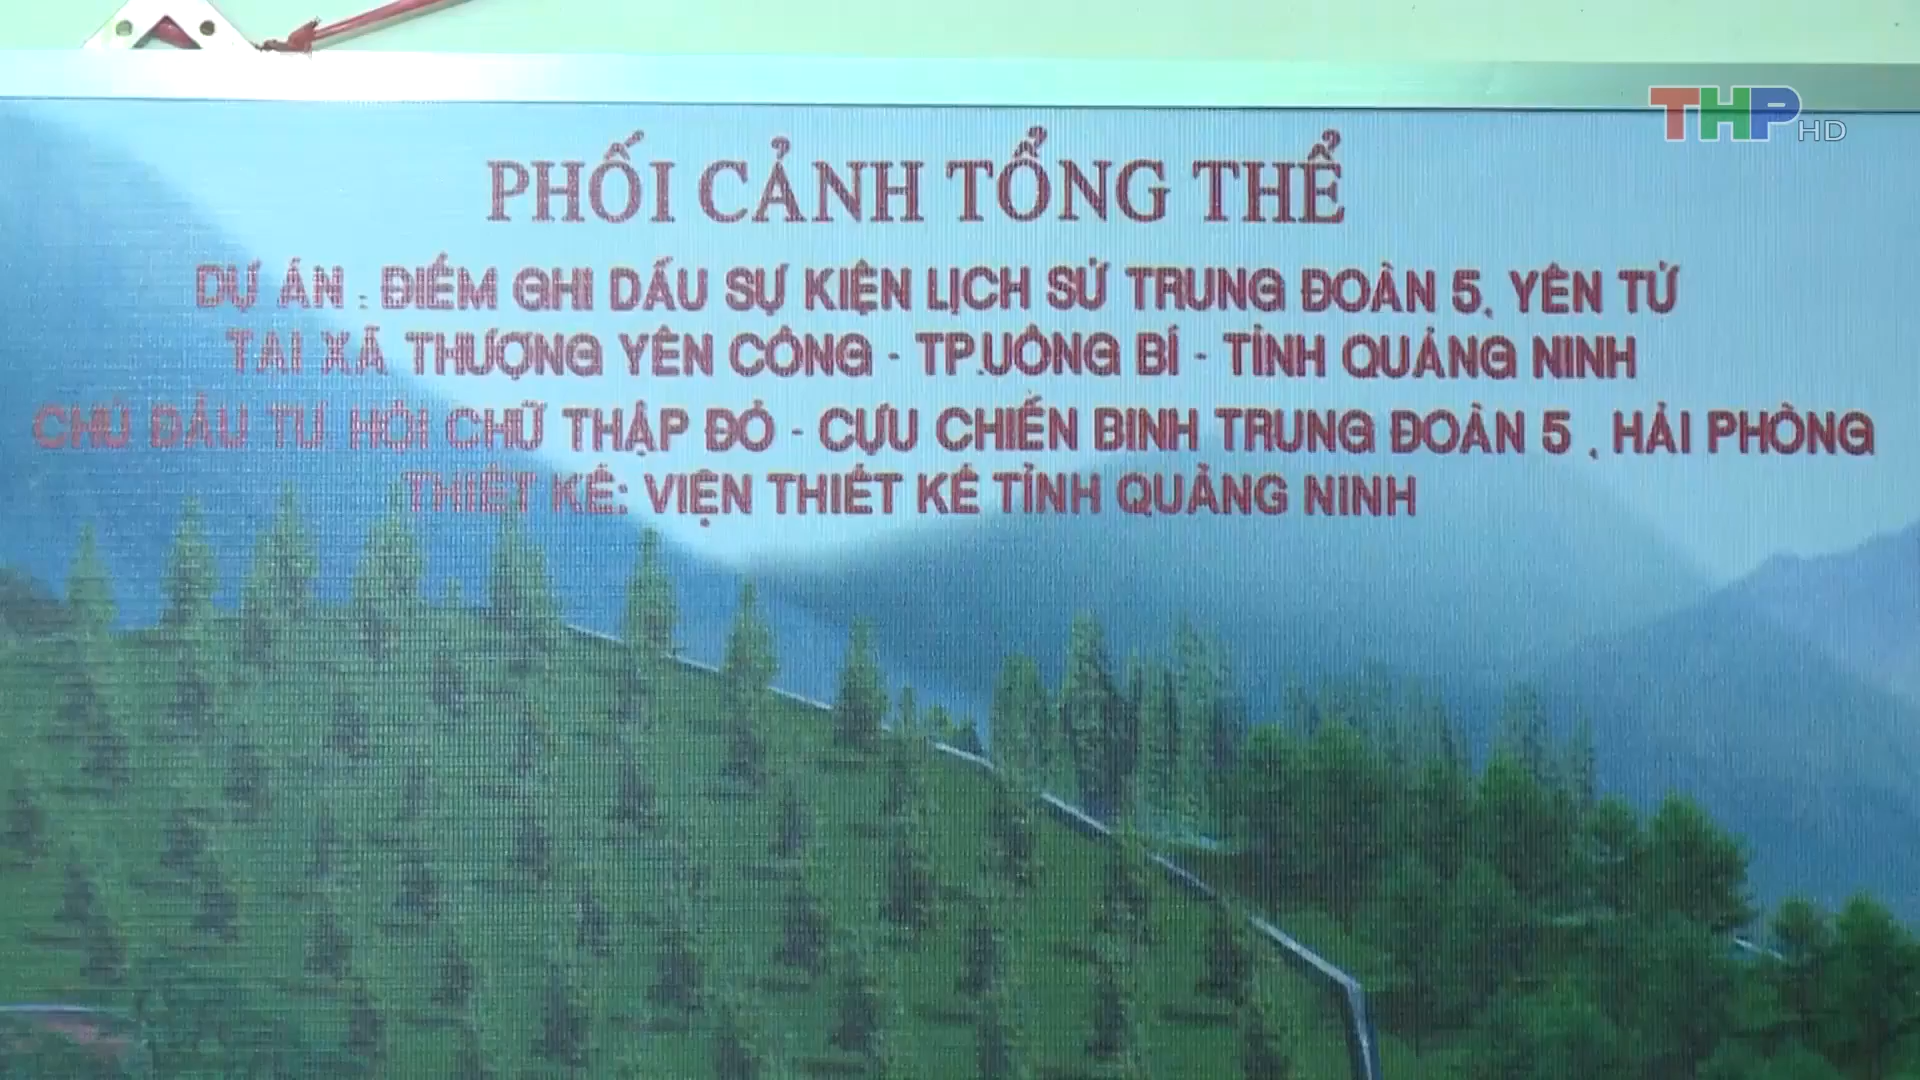 THPHD
PHỐI CẢNH TỔNG THỂ
DỰ ÁN : ĐIỂM GHI DẤU SỰ KIỆN LỊCH SỬ TRUNG ĐOÀN 5, YÊN TỬ
TẠI XÃ THƯỢNG YÊN CÔNG - TP.UÔNG BÍ - TỈNH QUẢNG NINH
CHỦ ĐẦU TƯ: HỘI CHỮ THẬP ĐỎ - CỰU CHIẾN BINH TRUNG ĐOÀN 5 , HẢI PHÒNG
THIẾT KẾ: VIỆN THIẾT KẾ TỈNH QUẢNG NINH